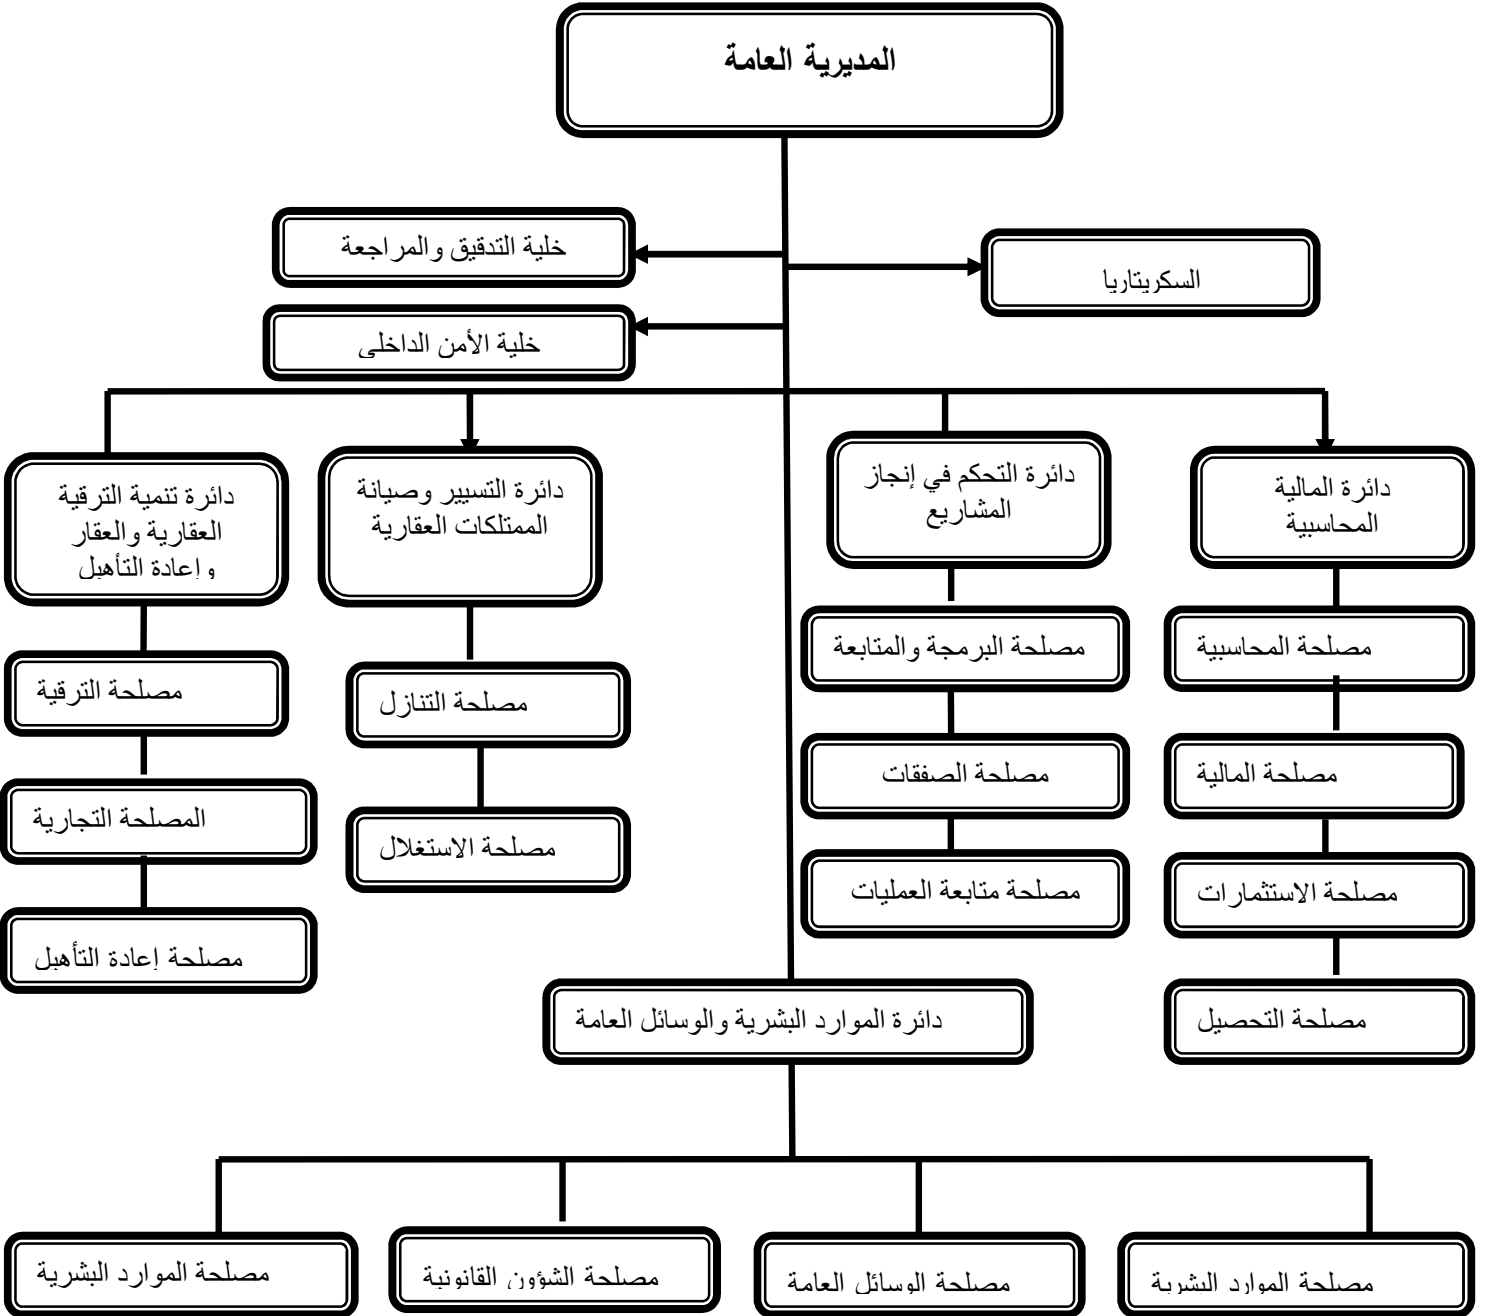 المديرية العامة
خلية التدقيق والمراجعة
السكريتاريا
خلية الأمن الداخلي
دائرة المالية
المحاسبية
دائرة التحكم في إنجاز
المشاريع
دائرة التسيير وصيانة
الممتلكات العقارية
دائرة تنمية الترقية
العقارية والعقار
وإعادة التأهيل
مصلحة المحاسبية
مصلحة البرمجة والمتابعة
مصلحة التنازل
مصلحة الترقية
مصلحة المالية
مصلحة الصفقات
مصلحة الاستغلال
المصلحة التجارية
مصلحة الاستثمارات
مصلحة متابعة العمليات
مصلحة إعادة التأهيل
مصلحة التحصيل
دائرة الموارد البشرية والوسائل العامة
مصلحة الموارد البشرية
مصلحة الوسائل العامة
مصلحة الشؤون القانونية
مصلحة الموارد البشرية